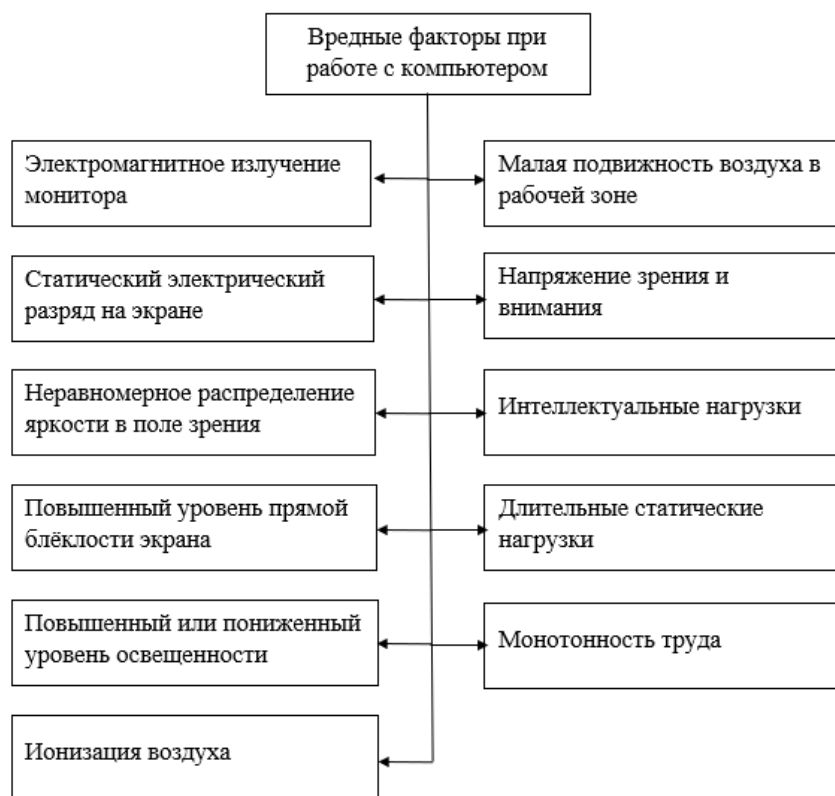 Вредные факторы при
работе с компьютером
Электромагнитное излучение
монитора
Малая подвижность воздуха в
рабочей зоне
Статический электрический
разряд на экране
Напряжение зрения и
внимания
Неравномерное распределение
яркости в поле зрения
Интеллектуальные нагрузки
Повышенный уровень прямой
блёклости экрана
Длительные статические
нагрузки
Повышенный или пониженный
уровень освещенности
Монотонность труда
Ионизация воздуха